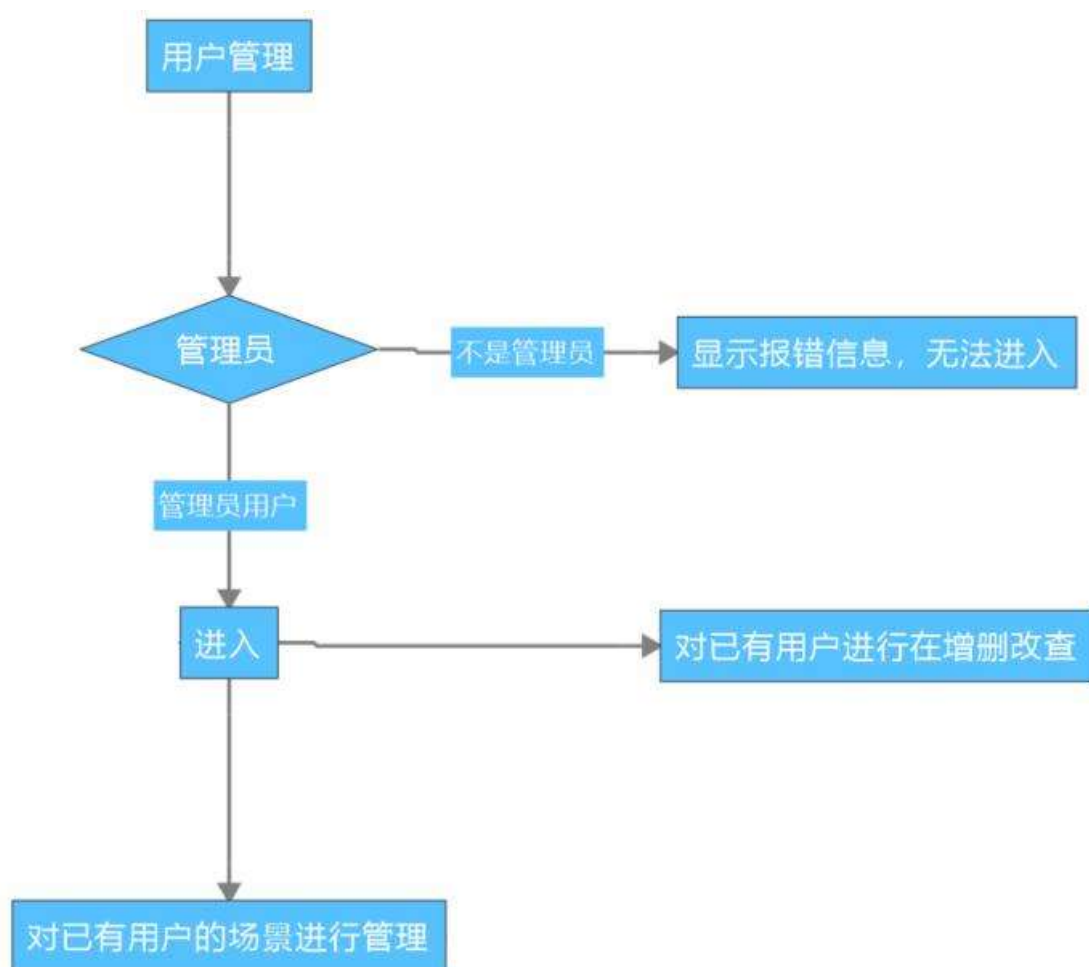 用户管理
管理员
不是管理员
显示报错信息，无法进入
管理员用户
进入
对已有用户进行在增删改查
对已有用户的场景进行管理